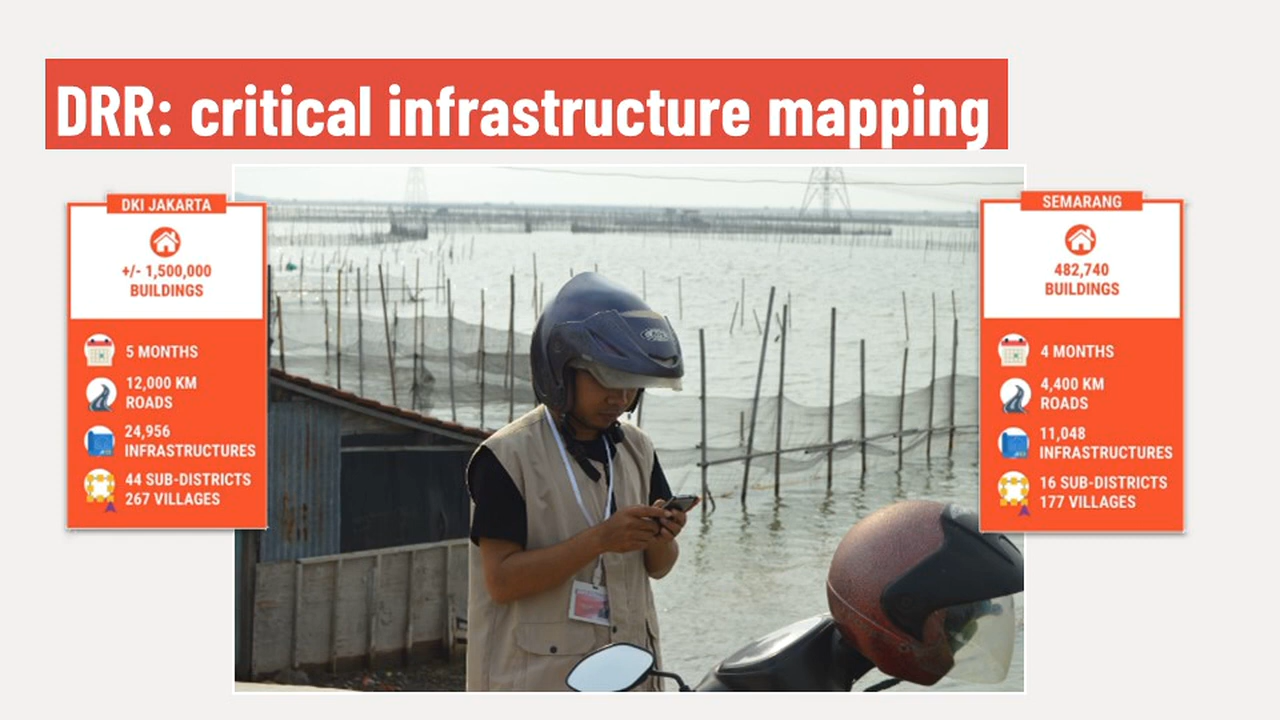 DRR: critical infrastructure mapping
DKI JAKARTA
+/- 1,500,000
BUILDINGS
5 MONTHS
12,000 KM
ROADS
24,956
INFRASTRUCTURES
44 SUB-DISTRICTS
267 VILLAGES
SEMARANG
482,740
BUILDINGS
4 MONTHS
4,400 KM
ROADS
11,048
INFRASTRUCTURES
16 SUB-DISTRICTS
177 VILLAGES